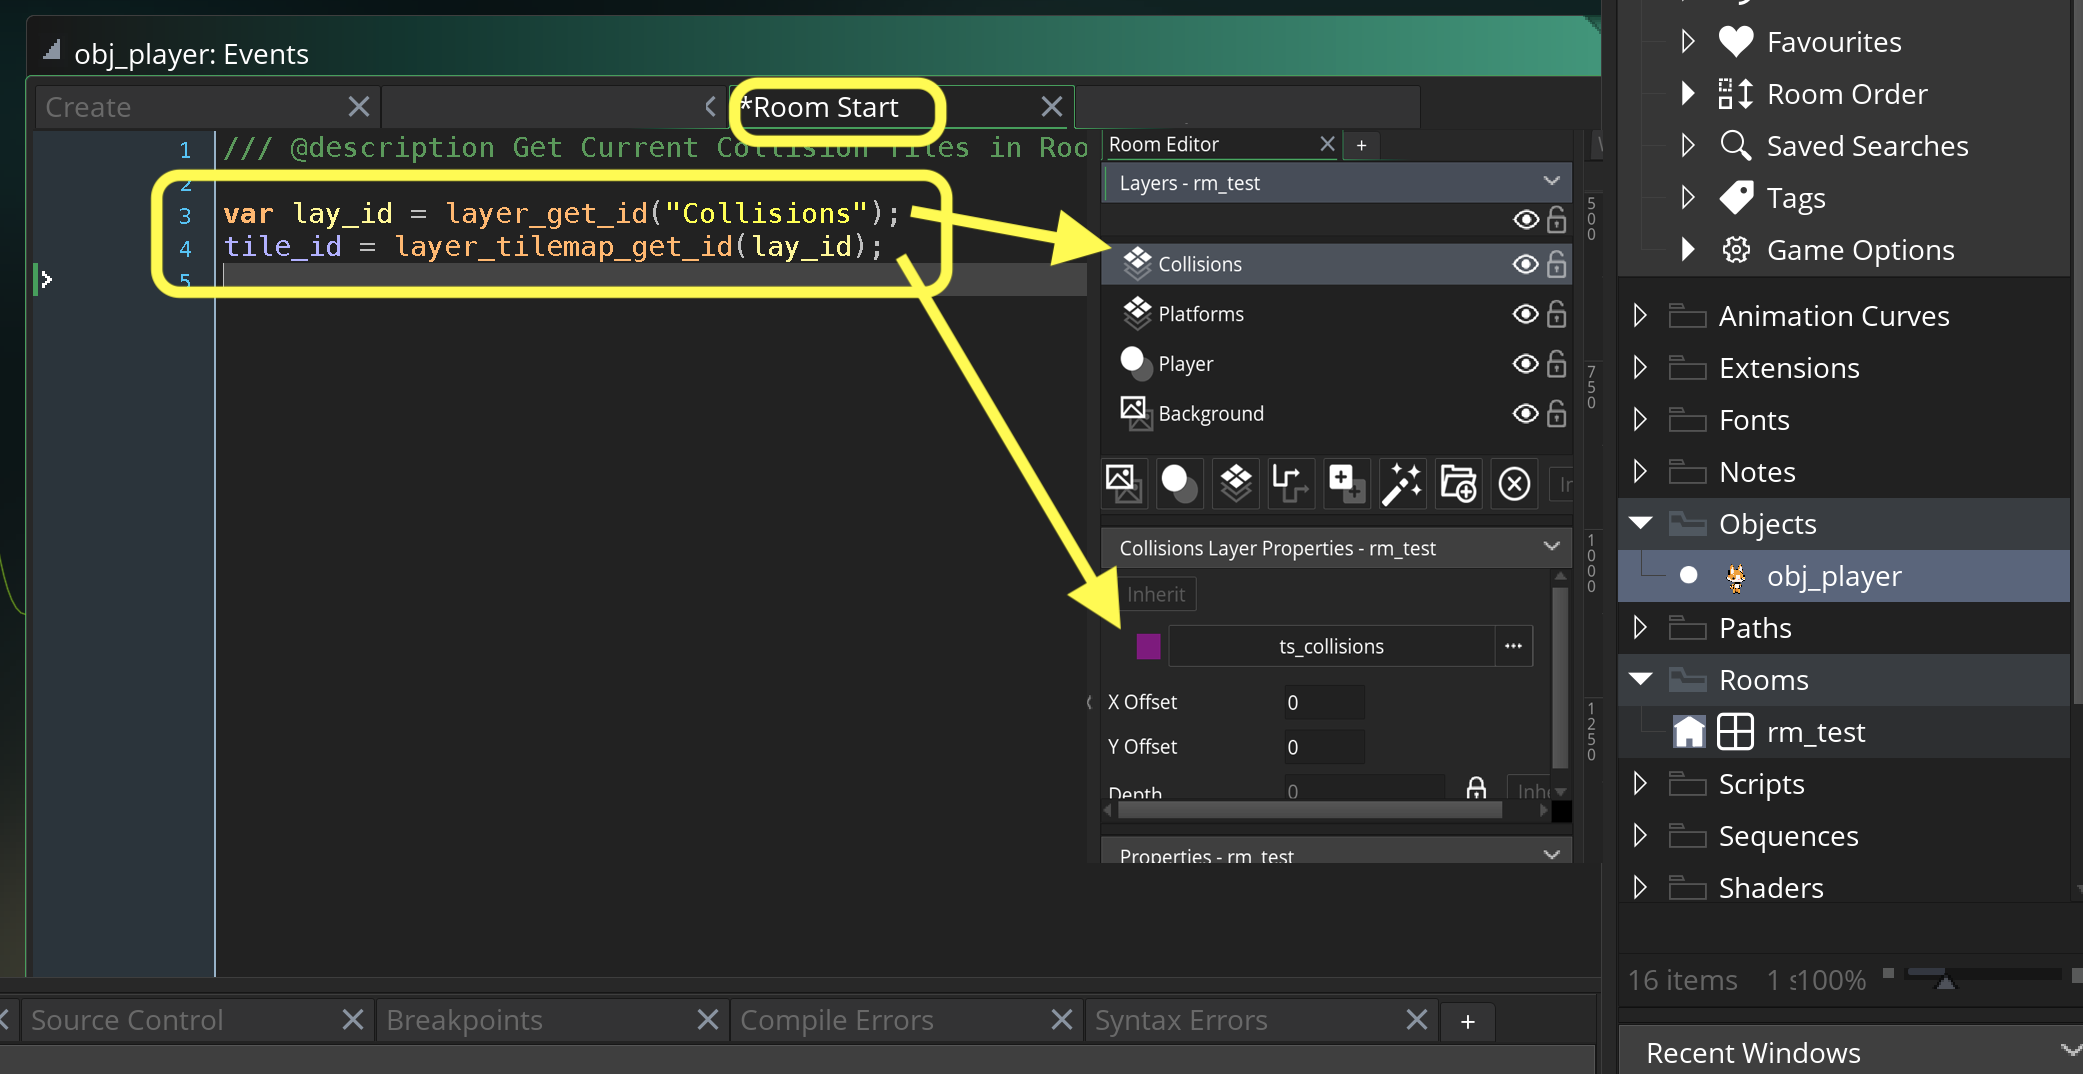 obj_player: Events
Create
*Room Start
1 /// @description Get Current Collision Tiles in Roo
2
3 var lay_id = layer_get_id("Collisions");
4 tile_id = layer_tilemap_get_id(lay_id);
5
Room Editor
+
Layers - rm_test
Collisions
Platforms
Player
Background
Collisions Layer Properties - rm_test
Inherit
ts_collisions
...
X Offset 0
Y Offset 0
Depth 0
Properties - rm_test
500
750
1000
1250
Favourites
Room Order
Saved Searches
Tags
Game Options
Animation Curves
Extensions
Fonts
Notes
Objects
obj_player
Paths
Rooms
rm_test
Scripts
Sequences
Shaders
16 items 100%
Source Control
Breakpoints
Compile Errors
Syntax Errors
+
Recent Windows